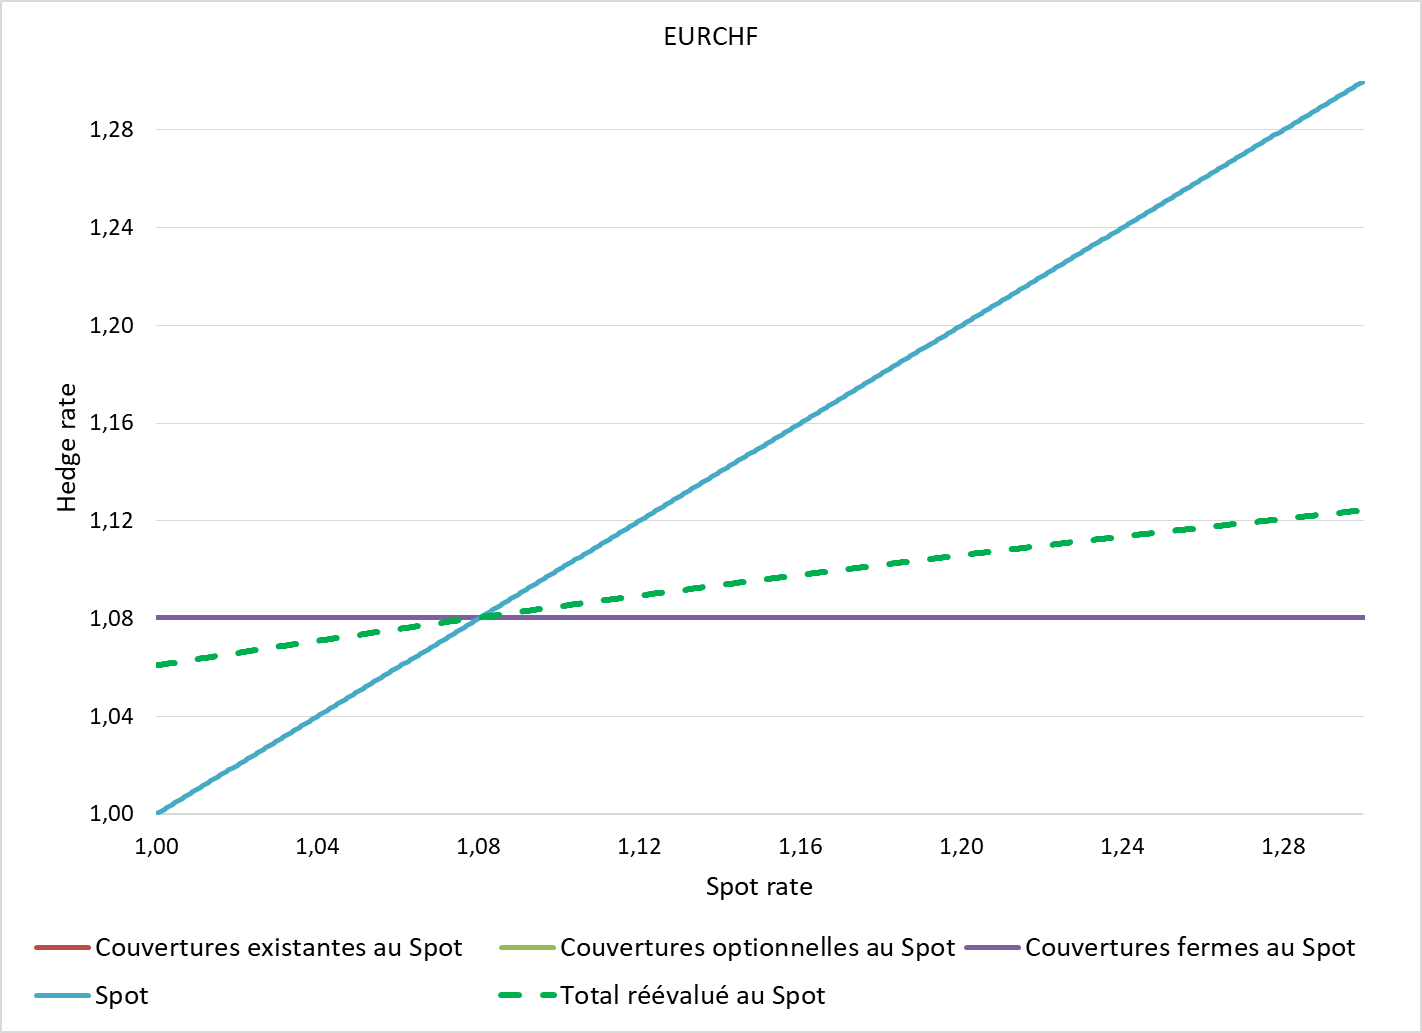 EURCHF
1,28
1,24
1,20
1,16
1,12
1,08
1,04
1,00
Hedge rate
1,00 1,04 1,08 1,12 1,16 1,20 1,24 1,28
Spot rate
Couvertures existantes au Spot Couvertures optionnelles au Spot Couvertures fermes au Spot
Spot Total réévalué au Spot